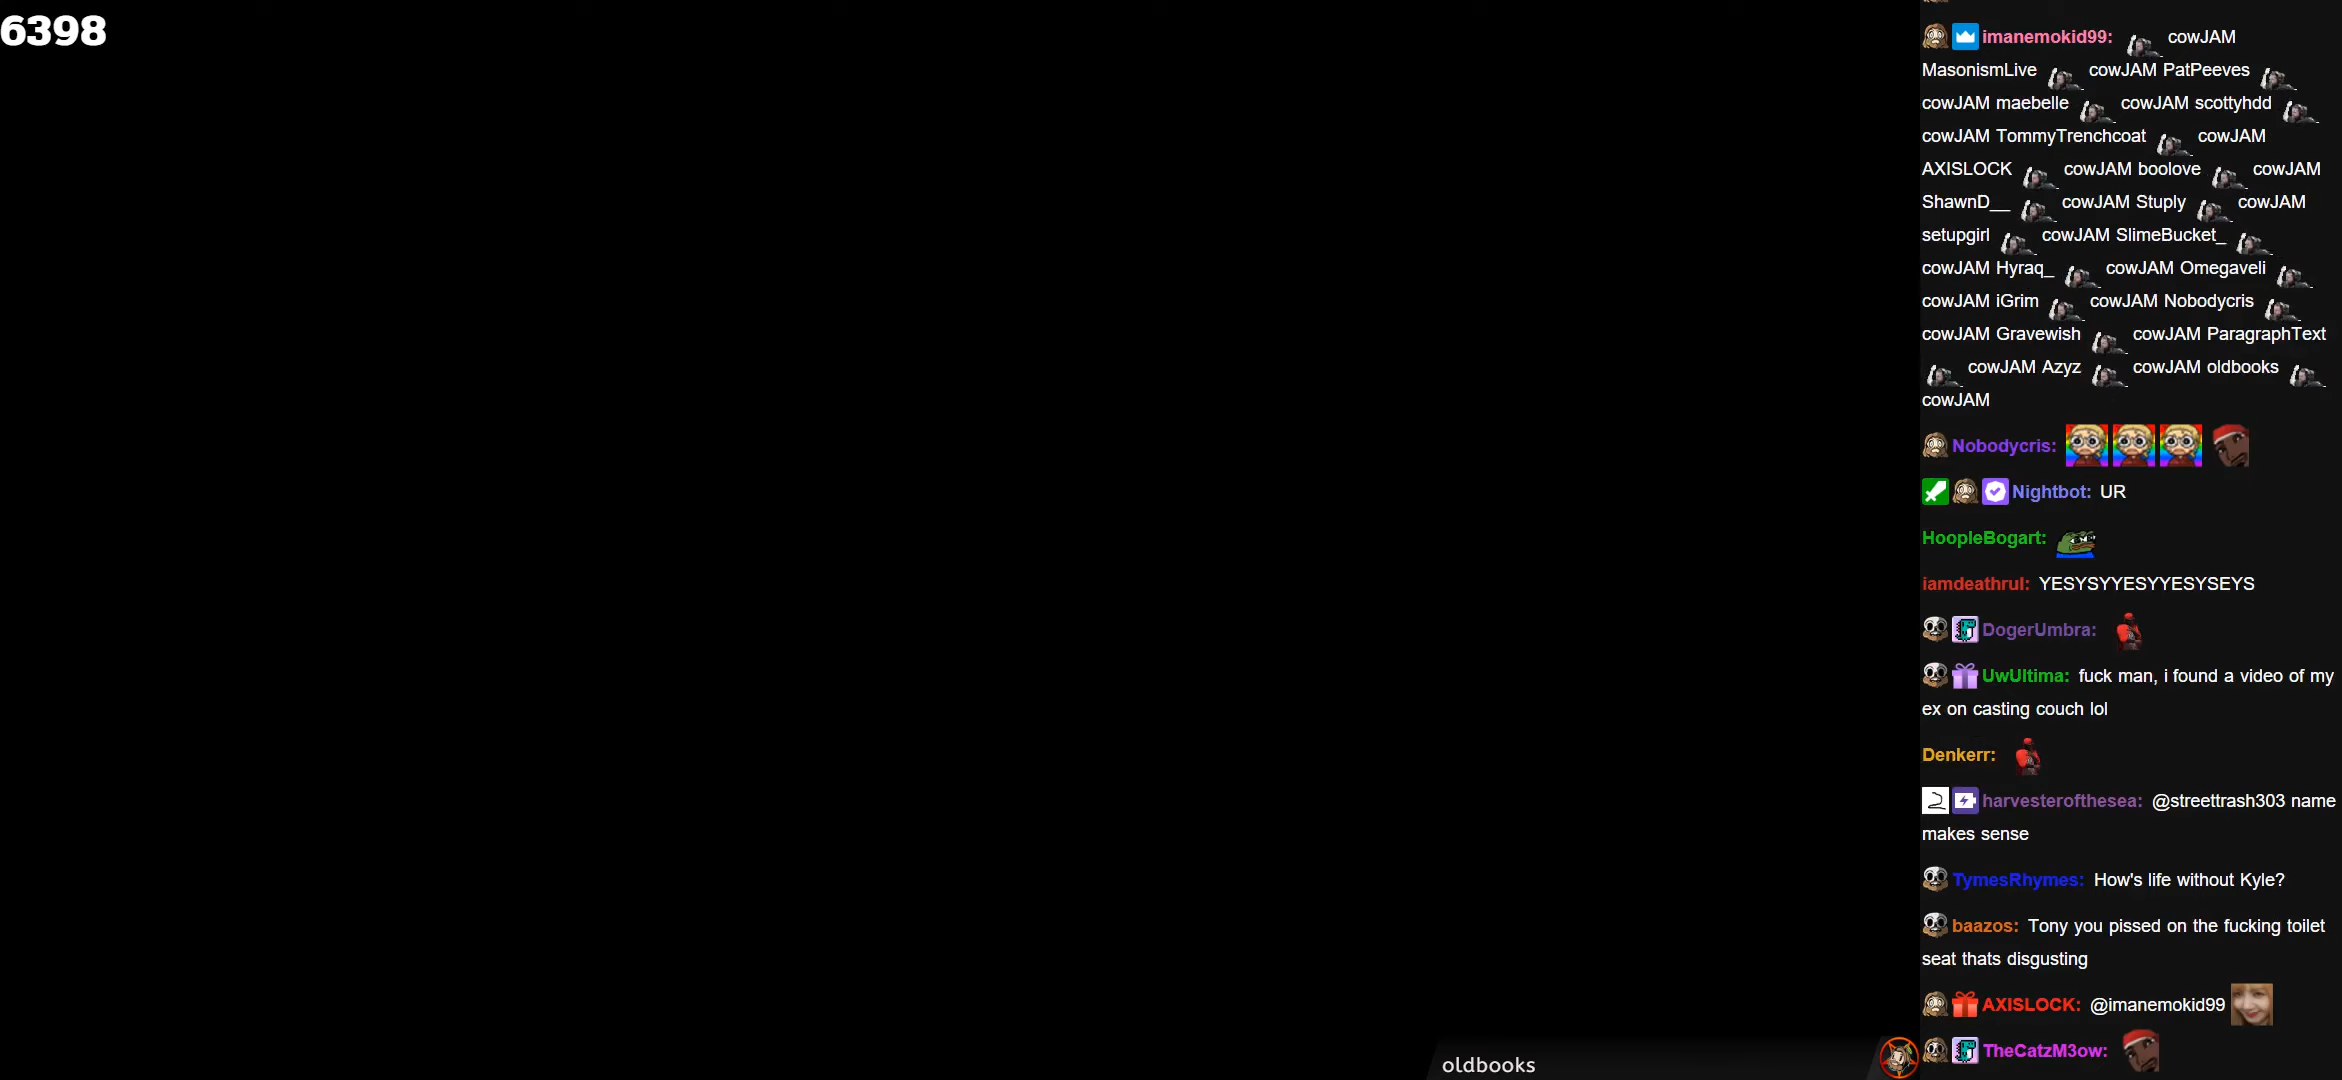 6398
imanemokid99: cowJAM
MasonismLive cowJAM PatPeeves
cowJAM maebelle cowJAM scottyhdd
cowJAM TommyTrenchcoat cowJAM
AXISLOCK cowJAM boolove cowJAM
ShawnD__ cowJAM Stuply cowJAM
setupgirl cowJAM SlimeBucket_
cowJAM Hyraq_ cowJAM Omegaveli
cowJAM iGrim cowJAM Nobodycris
cowJAM Gravewish cowJAM ParagraphText
cowJAM Azyz cowJAM oldbooks
cowJAM
Nobodycris:
Nightbot: UR
HoopleBogart:
iamdeathrul: YESYSYYESYYESYSEYS
DogerUmbra:
UwUltima: fuck man, i found a video of my
ex on casting couch lol
Denkerr:
harvesterofthesea: @streettrash303 name
makes sense
TymesRhymes: How's life without Kyle?
baazos: Tony you pissed on the fucking toilet
seat thats disgusting
AXISLOCK: @imanemokid99
TheCatzM3ow:
oldbooks